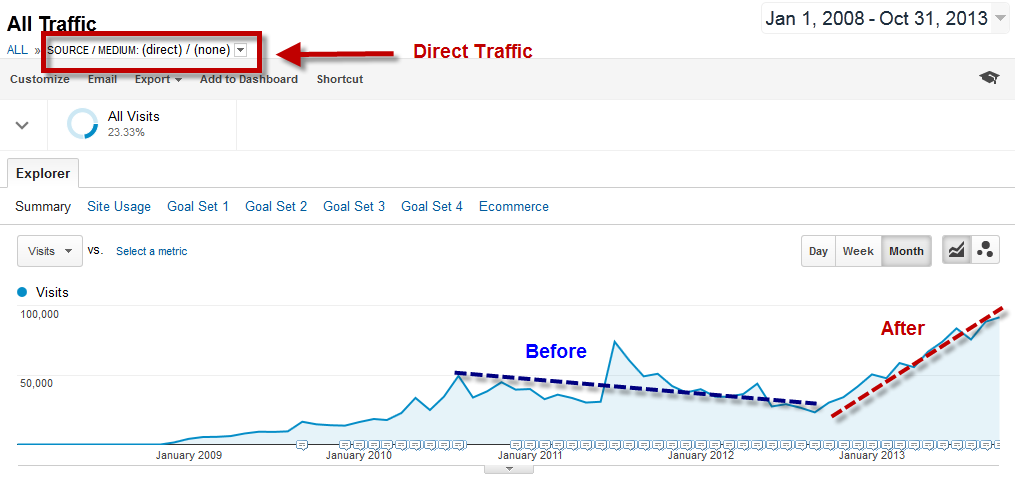 All Traffic
Jan 1, 2008 - Oct 31, 2013
ALL » SOURCE / MEDIUM: (direct) / (none)
Direct Traffic
Customize Email Export Add to Dashboard Shortcut
All Visits
23.33%
Explorer
Summary Site Usage Goal Set 1 Goal Set 2 Goal Set 3 Goal Set 4 Ecommerce
Visits vs. Select a metric
Day Week Month
Visits
100,000
After
Before
50,000
January 2009 January 2010 January 2011 January 2012 January 2013